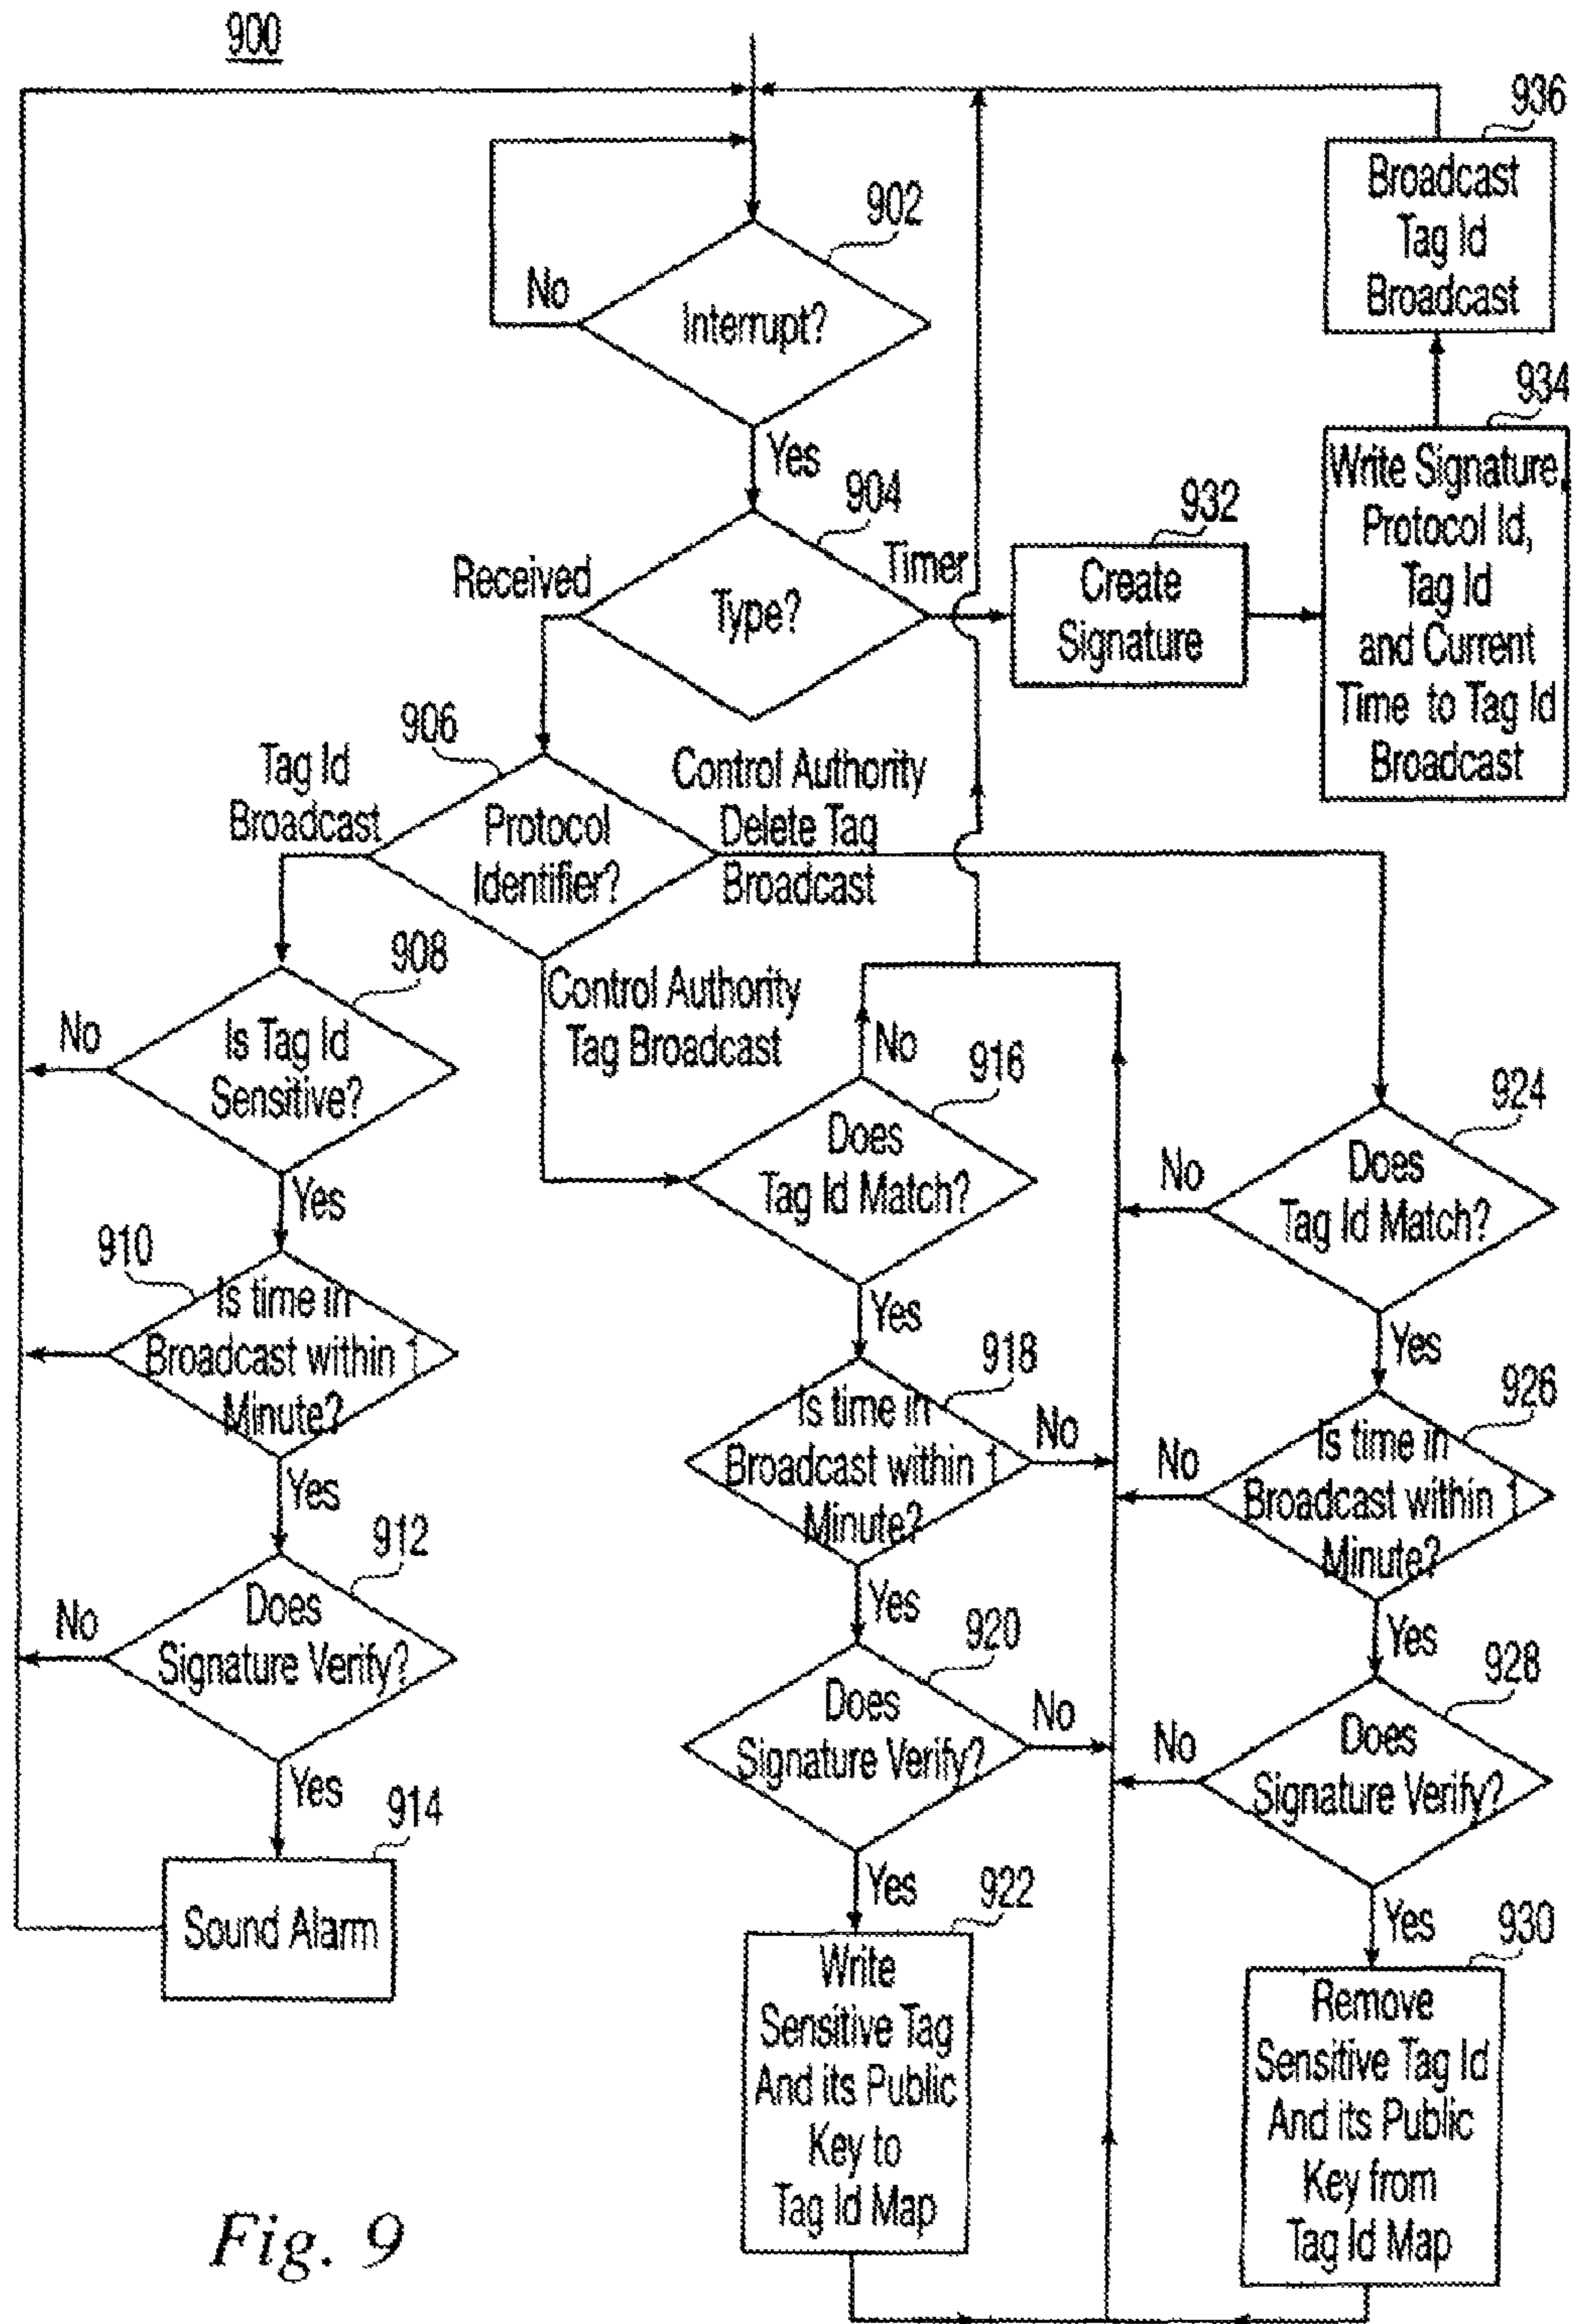 900
902
No
Interrupt?
Yes
904
Received
Timer
Type?
932
Create
Signature
934
Write Signature,
Protocol Id,
Tag Id
and Current
Time to Tag Id
Broadcast
936
Broadcast
Tag Id
Broadcast
906
Tag Id
Broadcast
Protocol
Identifier?
Control Authority
Delete Tag
Broadcast
Control Authority
Tag Broadcast
908
No
Is Tag Id
Sensitive?
Yes
910
Is time in
Broadcast within 1
Minute?
Yes
912
No
Does
Signature Verify?
Yes
914
Sound Alarm
No
916
Does
Tag Id Match?
Yes
918
Is time in
Broadcast within 1
Minute?
No
Yes
920
Does
Signature Verify?
No
Yes
922
Write
Sensitive Tag
And its Public
Key to
Tag Id Map
924
No
Does
Tag Id Match?
Yes
926
No
Is time in
Broadcast within 1
Minute?
Yes
928
No
Does
Signature Verify?
Yes
930
Remove
Sensitive Tag Id
And its Public
Key from
Tag Id Map
Fig. 9